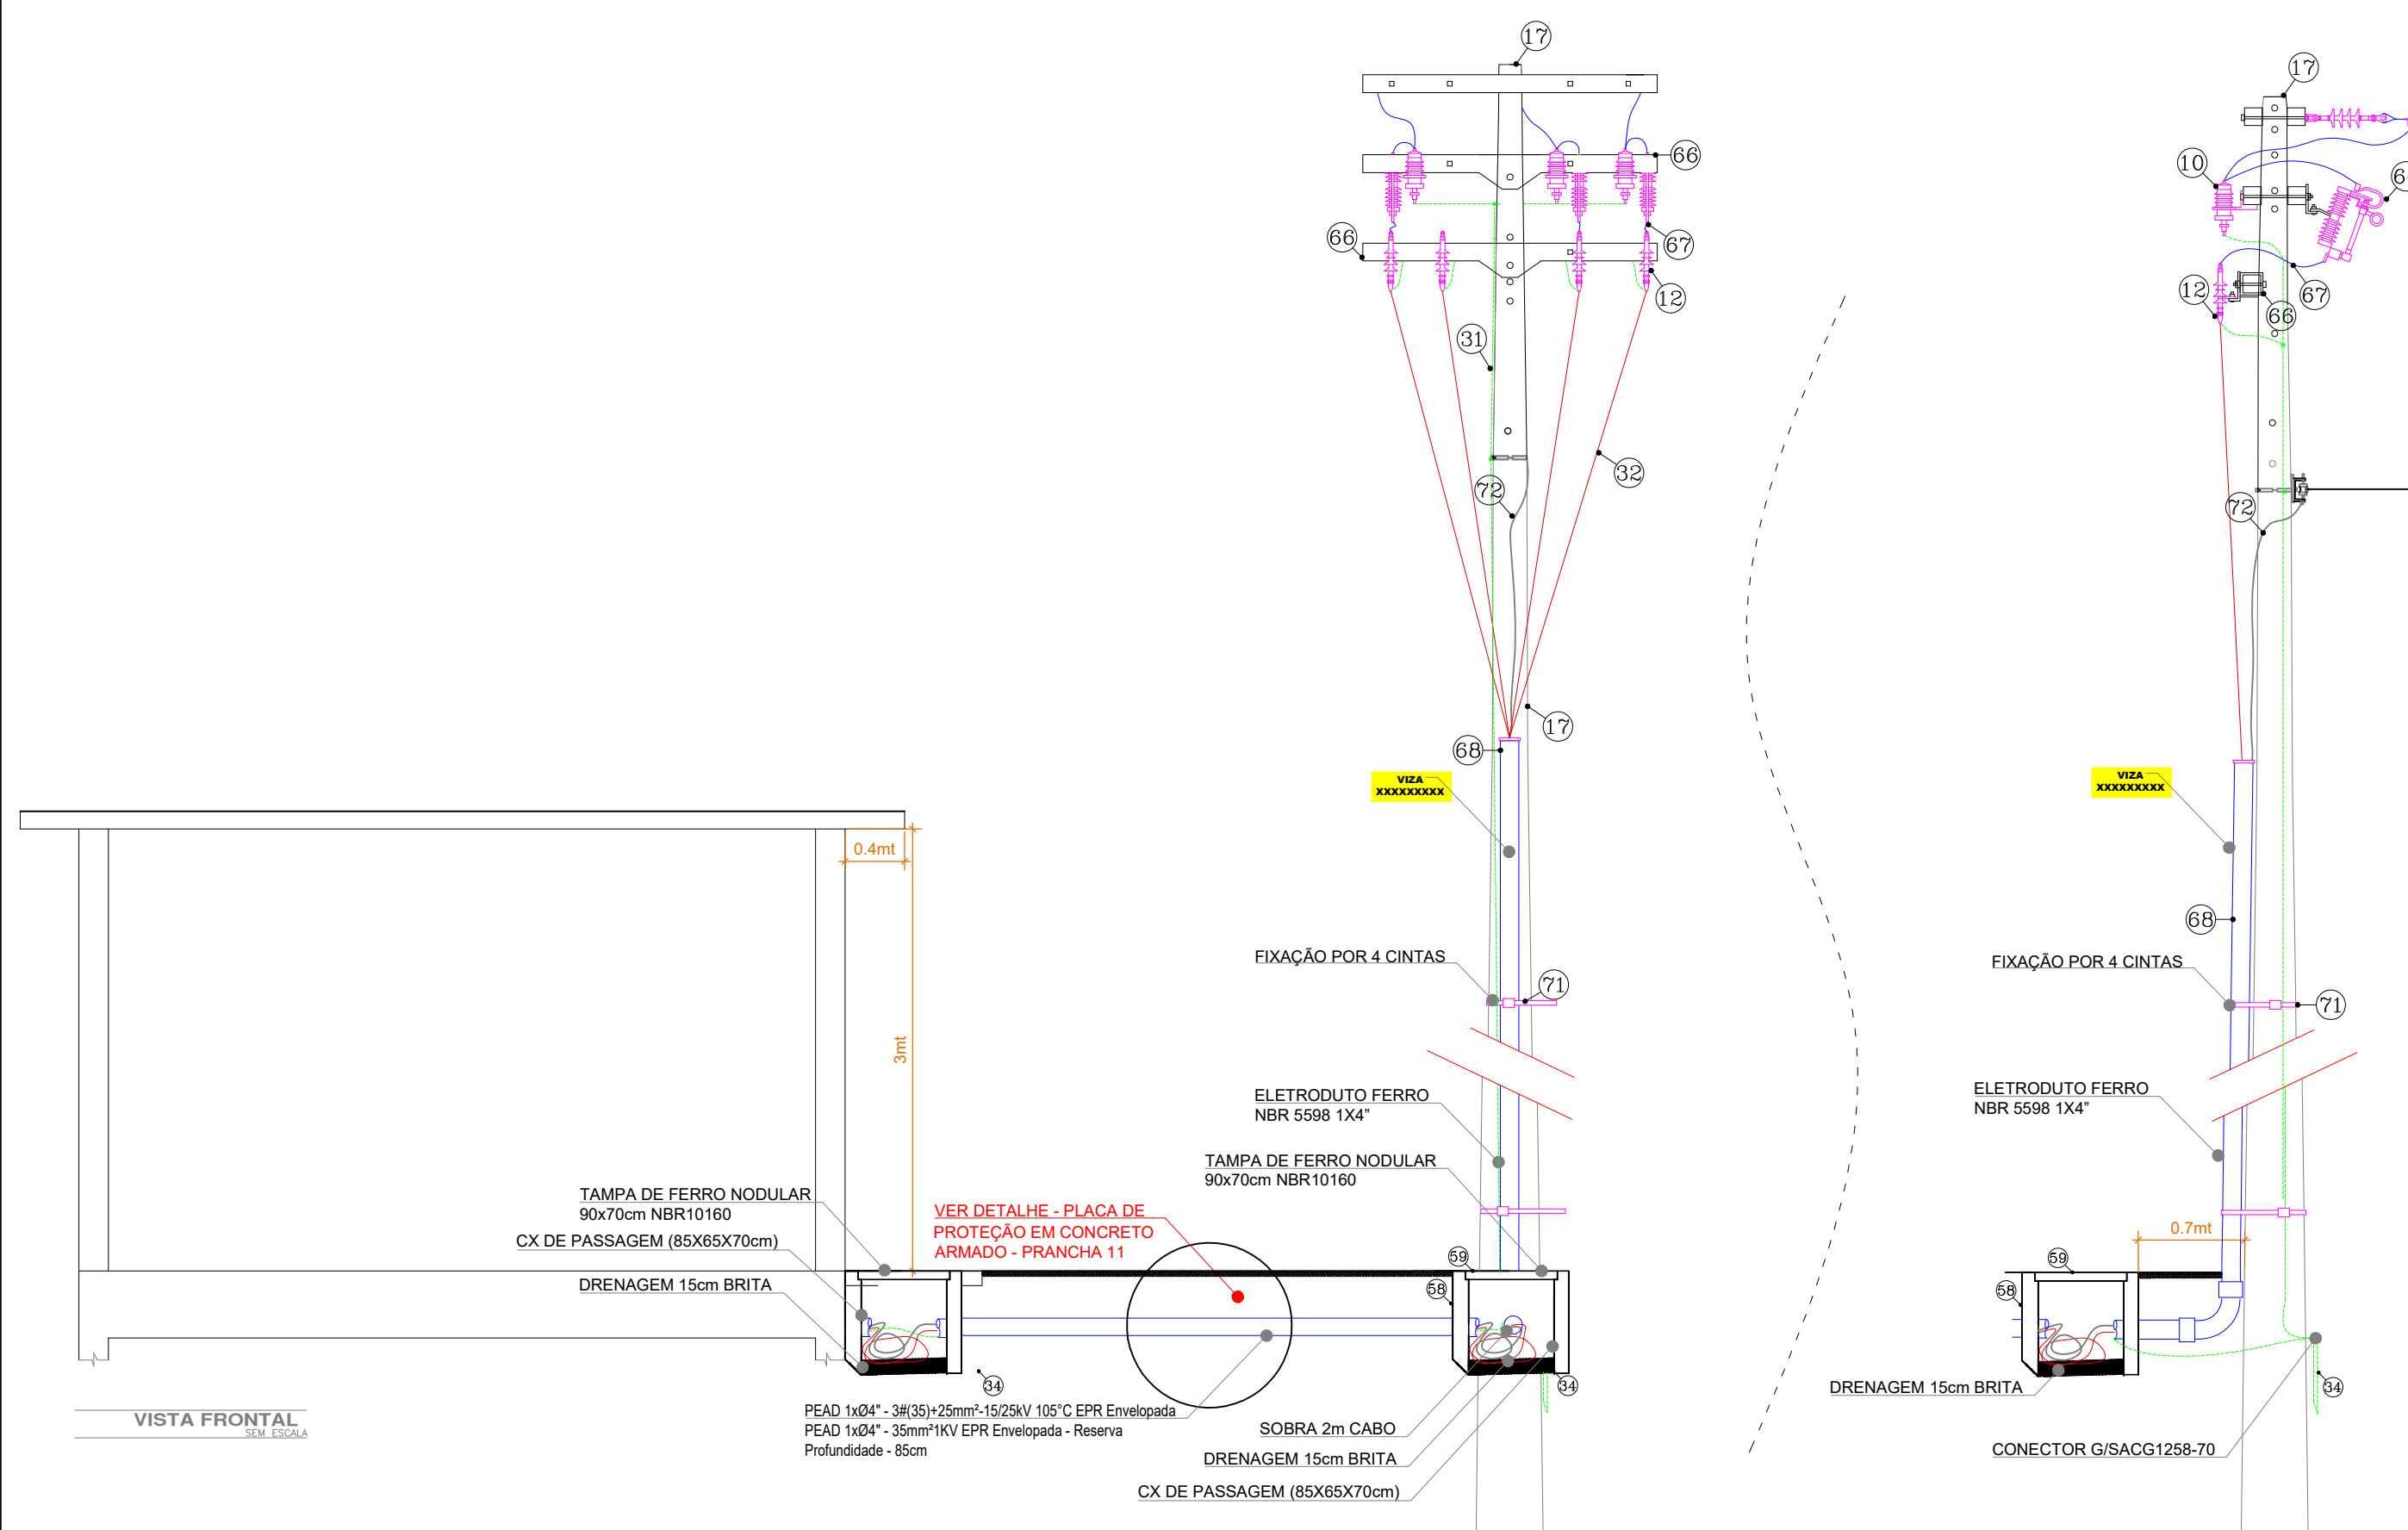 17
66
66
67
12
31
32
72
17
68
VIZA
XXXXXXXXX
0.4mt
3mt
FIXAÇÃO POR 4 CINTAS
71
ELETRODUTO FERRO
NBR 5598 1X4”
TAMPA DE FERRO NODULAR
90x70cm NBR10160
TAMPA DE FERRO NODULAR
90x70cm NBR10160
CX DE PASSAGEM (85X65X70cm)
DRENAGEM 15cm BRITA
VER DETALHE - PLACA DE
PROTEÇÃO EM CONCRETO
ARMADO - PRANCHA 11
59
58
34
34
PEAD 1xØ4" - 3#(35)+25mm²-15/25kV 105°C EPR Envelopada
PEAD 1xØ4" - 35mm²1KV EPR Envelopada - Reserva
Profundidade - 85cm
SOBRA 2m CABO
DRENAGEM 15cm BRITA
CX DE PASSAGEM (85X65X70cm)
VISTA FRONTAL
SEM ESCALA
17
10
12
66
67
72
VIZA
XXXXXXXXX
68
FIXAÇÃO POR 4 CINTAS
71
ELETRODUTO FERRO
NBR 5598 1X4”
0.7mt
59
58
DRENAGEM 15cm BRITA
34
CONECTOR G/SACG1258-70